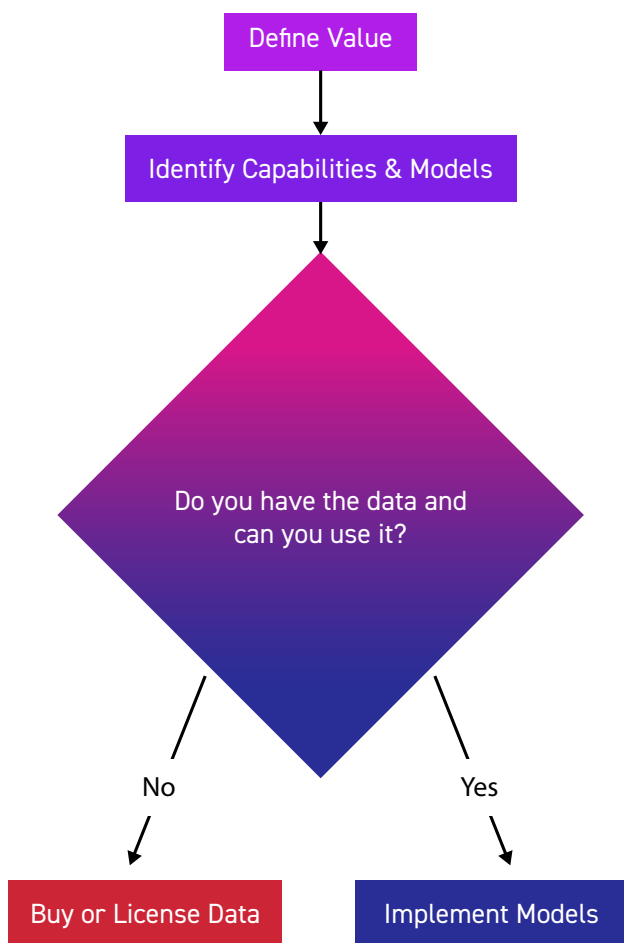 Define Value
Identify Capabilities & Models
Do you have the data and
can you use it?
No
Yes
Buy or License Data
Implement Models